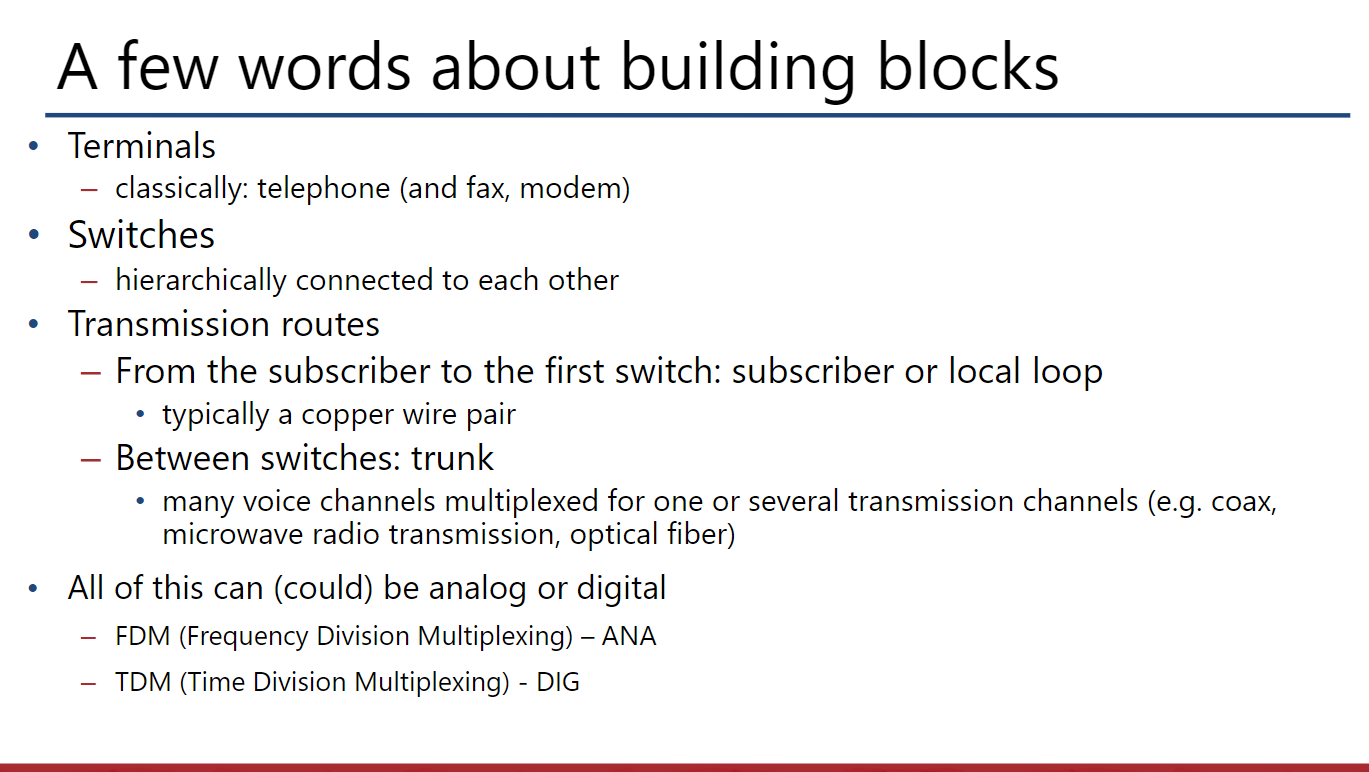 A few words about building blocks
• Terminals
– classically: telephone (and fax, modem)
• Switches
– hierarchically connected to each other
• Transmission routes
– From the subscriber to the first switch: subscriber or local loop
• typically a copper wire pair
– Between switches: trunk
• many voice channels multiplexed for one or several transmission channels (e.g. coax,
microwave radio transmission, optical fiber)
• All of this can (could) be analog or digital
– FDM (Frequency Division Multiplexing) – ANA
– TDM (Time Division Multiplexing) - DIG